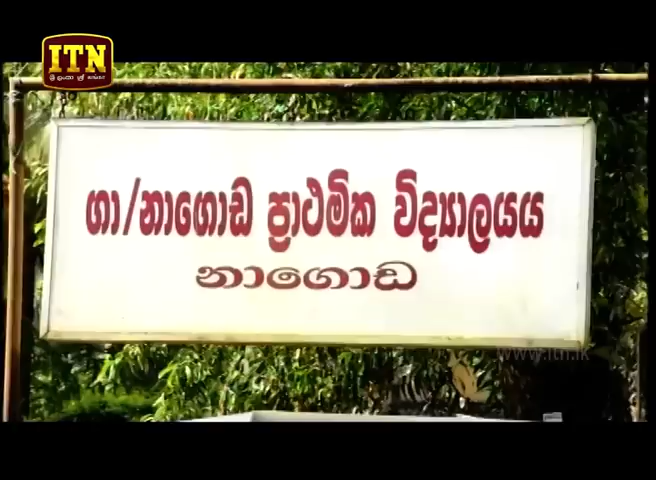 ITN
ශ්‍රී ලංකා ශ්‍රී ලංකා
ගා/නාගොඩ ප්‍රාථමික විද්‍යාලයය
නාගොඩ
www.itn.lk